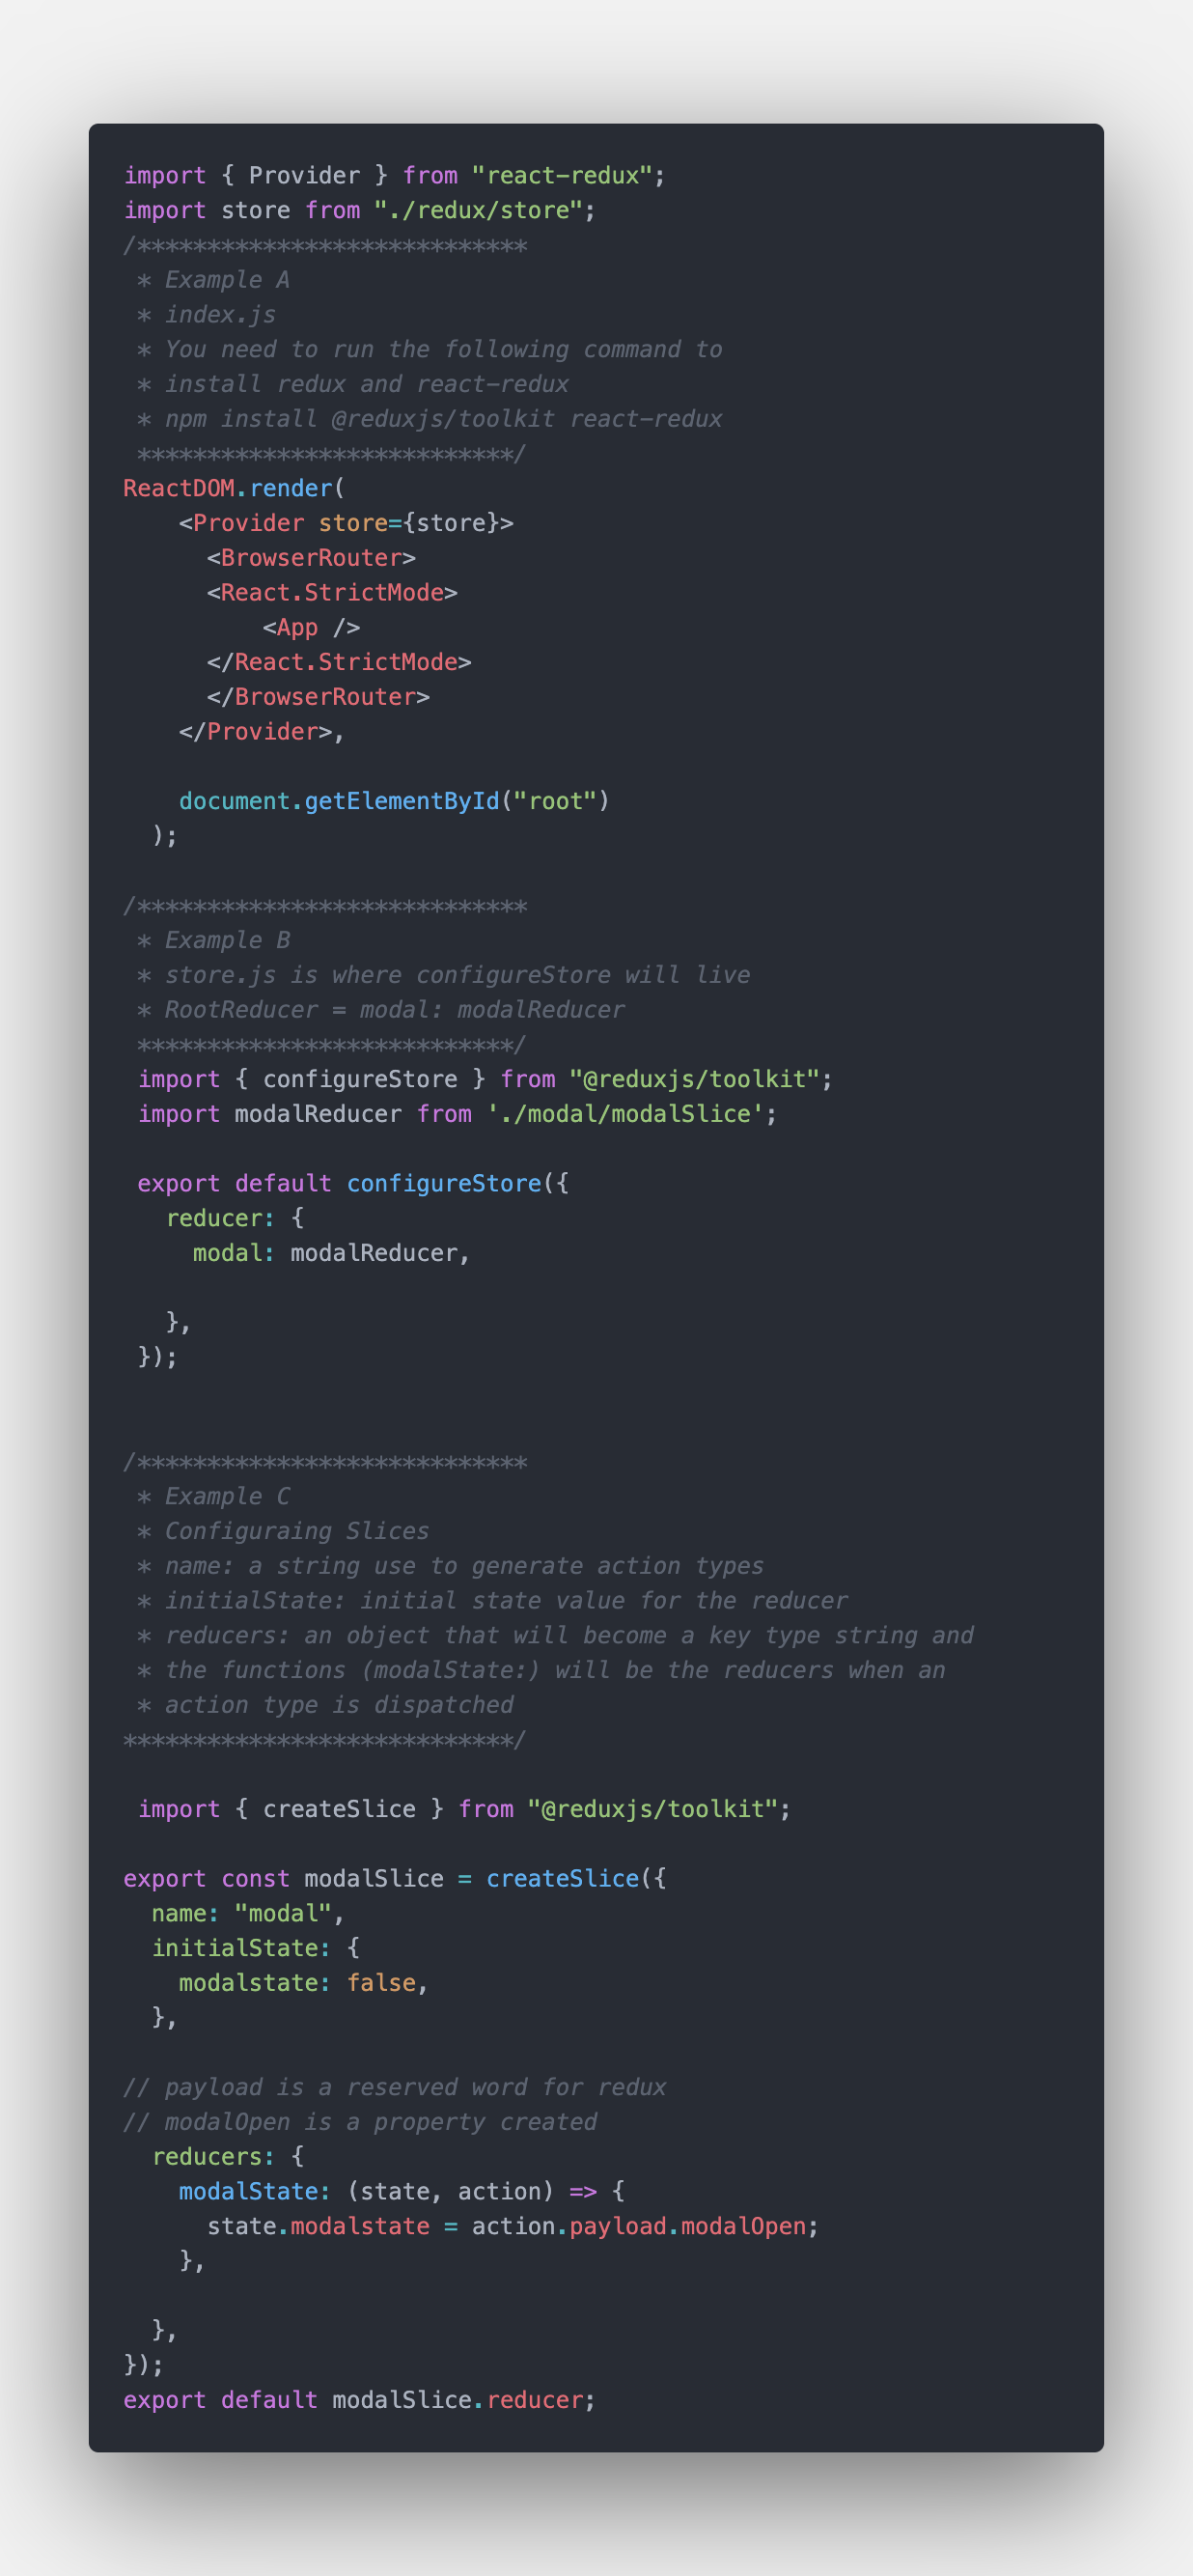 import { Provider } from "react-redux";
import store from "./redux/store";
/****************************
 * Example A
 * index.js
 * You need to run the following command to
 * install redux and react-redux
 * npm install @reduxjs/toolkit react-redux
 ***************************/
ReactDOM.render(
    <Provider store={store}>
      <BrowserRouter>
      <React.StrictMode>
          <App />
      </React.StrictMode>
      </BrowserRouter>
    </Provider>,

    document.getElementById("root")
  );

/****************************
 * Example B
 * store.js is where configureStore will live
 * RootReducer = modal: modalReducer
 ***************************/
 import { configureStore } from "@reduxjs/toolkit";
 import modalReducer from './modal/modalSlice';

 export default configureStore({
   reducer: {
     modal: modalReducer,

   },
 });


/****************************
 * Example C
 * Configuraing Slices
 * name: a string use to generate action types
 * initialState: initial state value for the reducer
 * reducers: an object that will become a key type string and
 * the functions (modalState:) will be the reducers when an
 * action type is dispatched
****************************/

 import { createSlice } from "@reduxjs/toolkit";

export const modalSlice = createSlice({
  name: "modal",
  initialState: {
    modalstate: false,
  },

// payload is a reserved word for redux
// modalOpen is a property created
  reducers: {
    modalState: (state, action) => {
      state.modalstate = action.payload.modalOpen;
    },

  },
});
export default modalSlice.reducer;